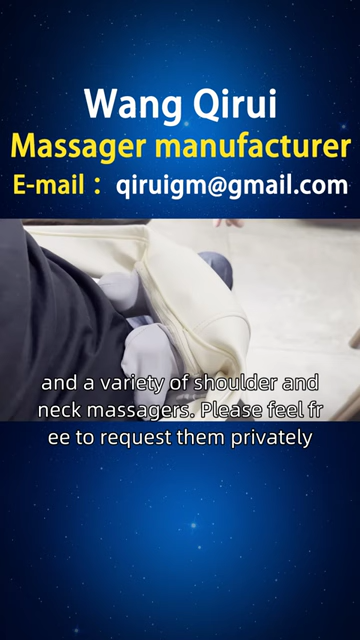 Wang Qirui
Massager manufacturer
E-mail： qiruigm@gmail.com
and a variety of shoulder and
neck massagers. Please feel fr
ee to request them privately